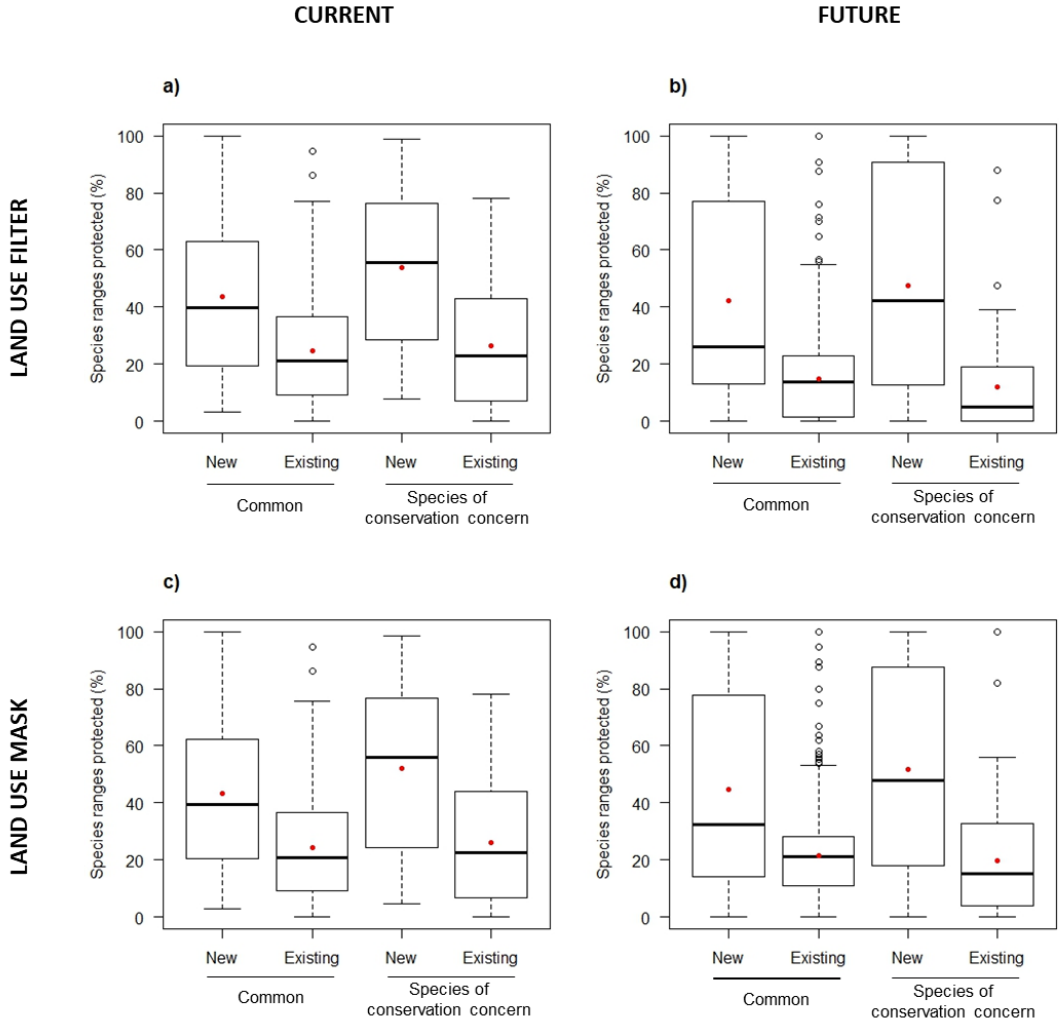 CURRENT FUTURE
LAND USE FILTER
a)
Species ranges protected (%)
100
80
60
40
20
0
New Existing New Existing
Common
Species of
conservation concern
b)
Species ranges protected (%)
100
80
60
40
20
0
New Existing New Existing
Common
Species of
conservation concern
LAND USE MASK
c)
Species ranges protected (%)
100
80
60
40
20
0
New Existing New Existing
Common
Species of
conservation concern
d)
Species ranges protected (%)
100
80
60
40
20
0
New Existing New Existing
Common
Species of
conservation concern